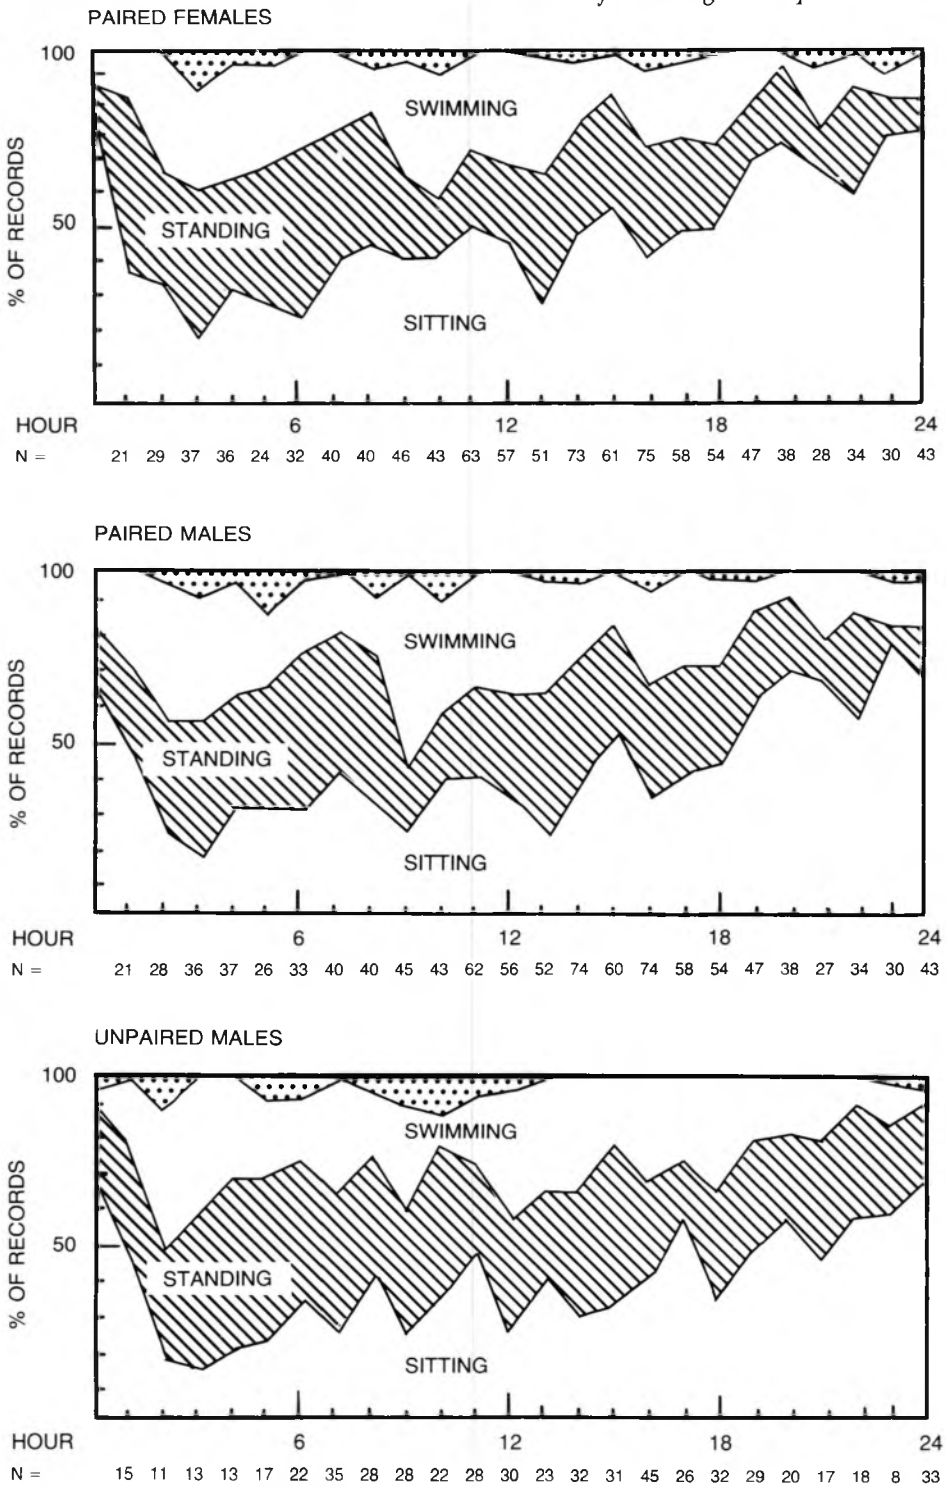 PAIRED FEMALES
100
SWIMMING
STANDING
50
SITTING
% OF RECORDS
HOUR 6 12 18 24
N = 21 29 37 36 24 32 40 40 46 43 63 57 51 73 61 75 58 54 47 38 28 34 30 43
PAIRED MALES
100
SWIMMING
50
STANDING
SITTING
% OF RECORDS
HOUR 6 12 18 24
N = 21 28 36 37 26 33 40 40 45 43 62 56 52 74 60 74 58 54 47 38 27 34 30 43
UNPAIRED MALES
100
SWIMMING
50
STANDING
SITTING
% OF RECORDS
HOUR 6 12 18 24
N = 15 11 13 13 17 22 35 28 28 22 28 30 23 32 31 45 26 32 29 20 17 18 8 33